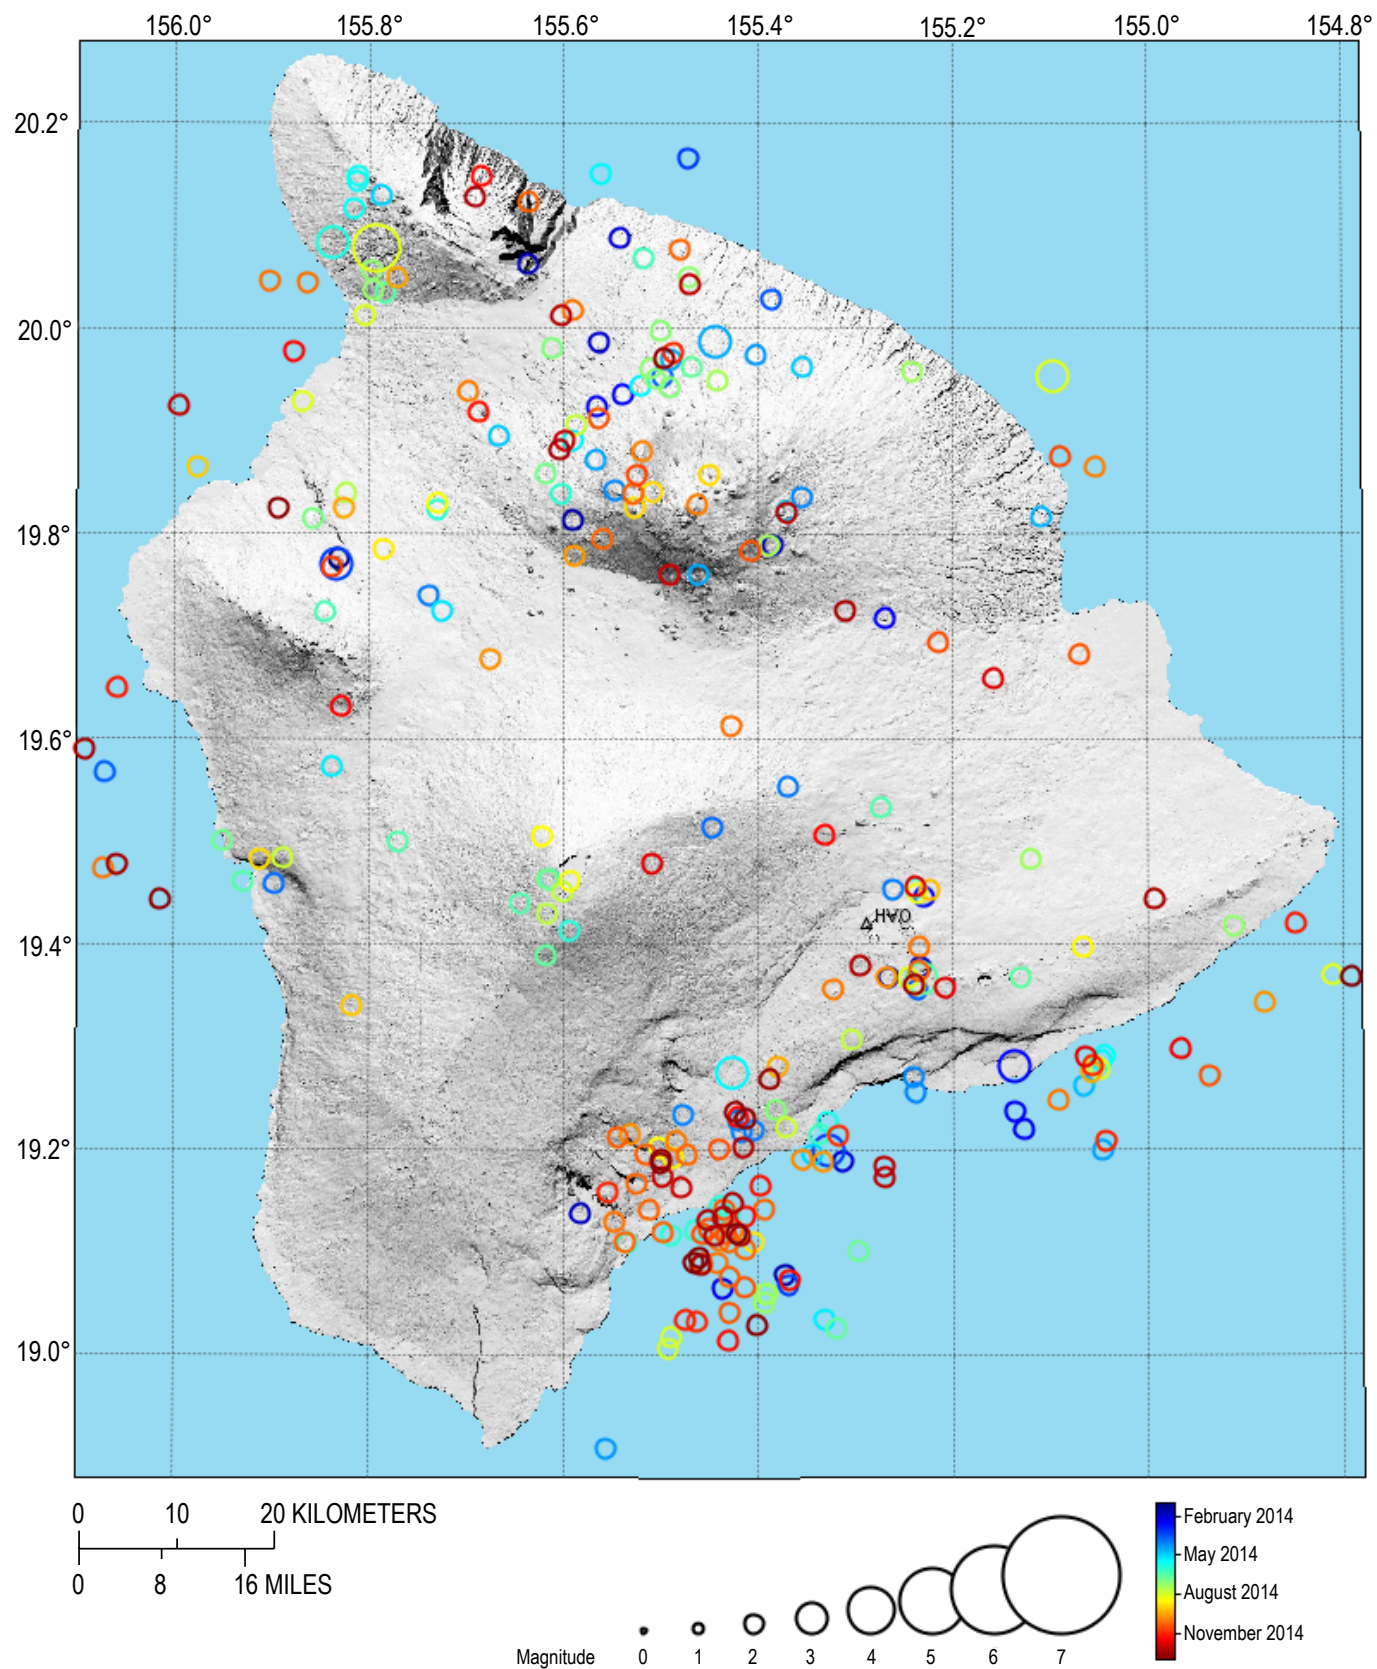 156.0° 155.8° 155.6° 155.4° 155.2° 155.0° 154.8°
20.2°
20.0°
19.8°
19.6°
19.4°
19.2°
19.0°
OVH
0 10 20 KILOMETERS
0 8 16 MILES
Magnitude 0 1 2 3 4 5 6 7
February 2014
May 2014
August 2014
November 2014